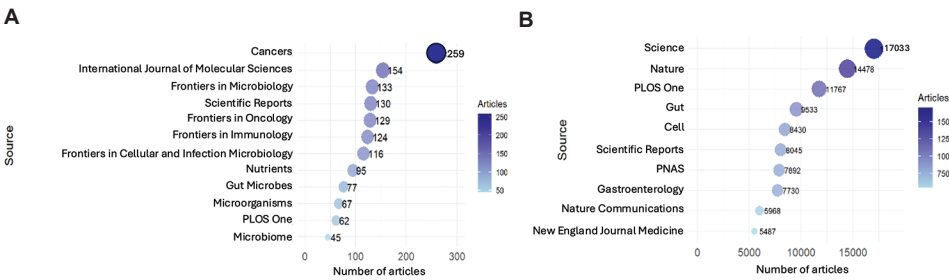 A
Source
Cancers 259
International Journal of Molecular Sciences 154
Frontiers in Microbiology 133
Scientific Reports 130
Frontiers in Oncology 129
Frontiers in Immunology 124
Frontiers in Cellular and Infection Microbiology 116
Nutrients 95
Gut Microbes 77
Microorganisms 67
PLOS One 62
Microbiome 45
0 100 200 300
Number of articles
Articles
250
200
150
100
50
B
Source
Science 17033
Nature 14478
PLOS One 11767
Gut 9533
Cell 8430
Scientific Reports 8045
PNAS 7892
Gastroenterology 7730
Nature Communications 5968
New England Journal Medicine 5487
0 5000 10000 15000
Number of articles
Articles
150
125
100
750